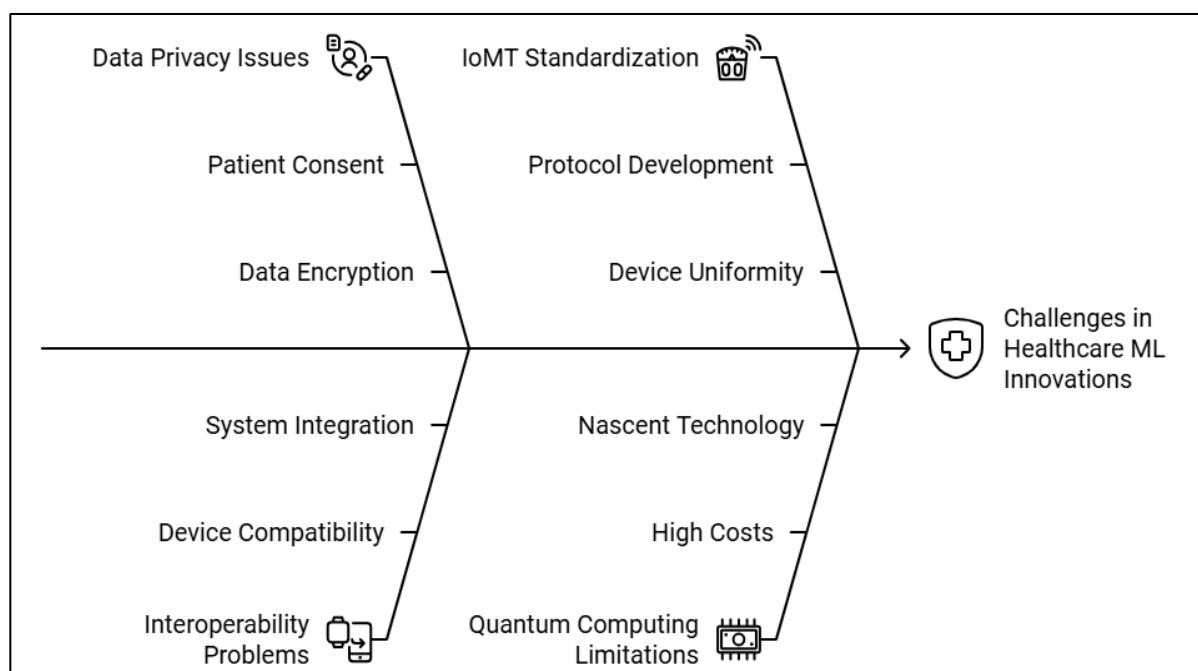 Data Privacy Issues
IoMT Standardization
Patient Consent
Protocol Development
Data Encryption
Device Uniformity
Challenges in
Healthcare ML
Innovations
System Integration
Nascent Technology
Device Compatibility
High Costs
Interoperability
Problems
Quantum Computing
Limitations